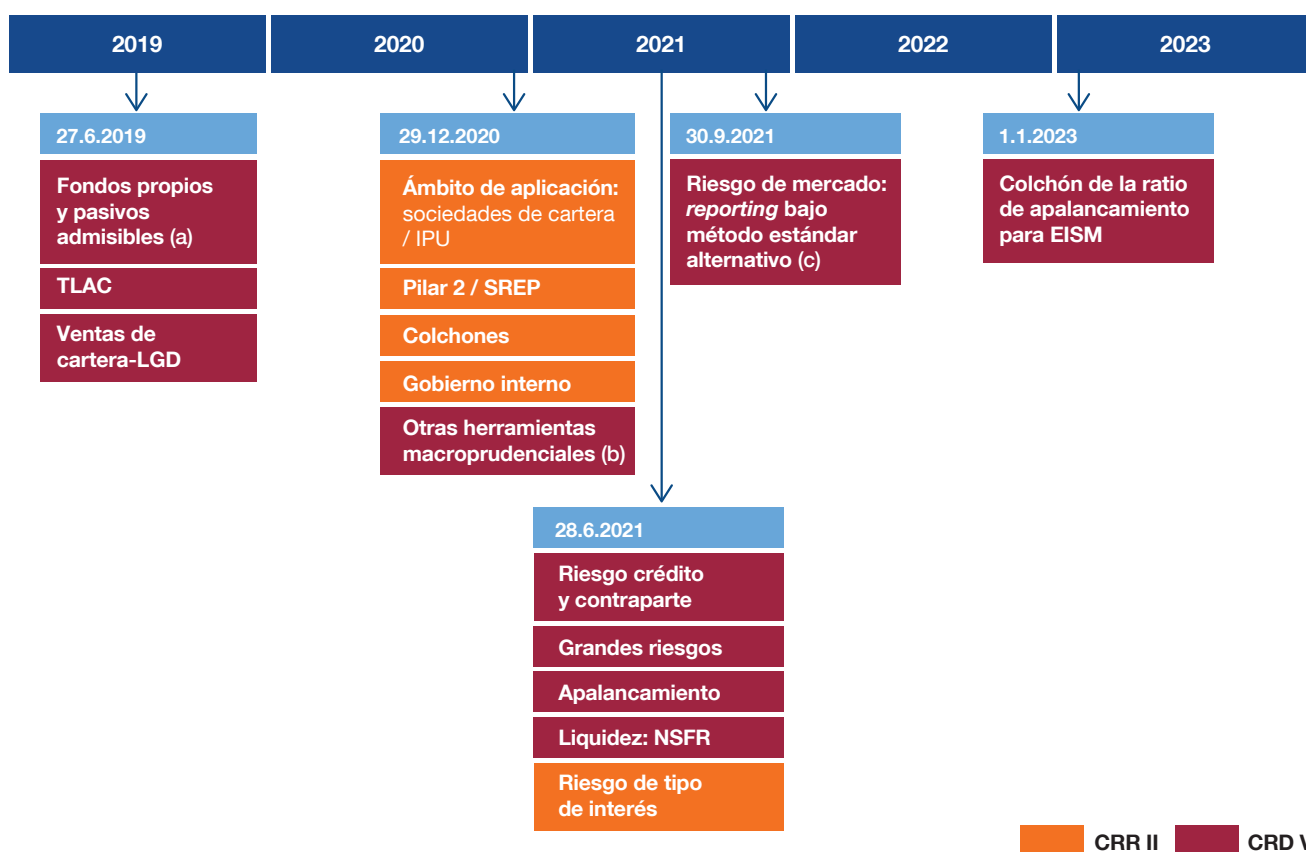 2019
2020
2021
2022
2023
27.6.2019
Fondos propios
y pasivos
admisibles (a)
TLAC
Ventas de
cartera-LGD
29.12.2020
Ámbito de aplicación:
sociedades de cartera
/ IPU
Pilar 2 / SREP
Colchones
Gobierno interno
Otras herramientas
macroprudenciales (b)
28.6.2021
Riesgo crédito
y contraparte
Grandes riesgos
Apalancamiento
Liquidez: NSFR
Riesgo de tipo
de interés
30.9.2021
Riesgo de mercado:
reporting bajo
método estándar
alternativo (c)
1.1.2023
Colchón de la ratio
de apalancamiento
para EISM
CRR II
CRD V